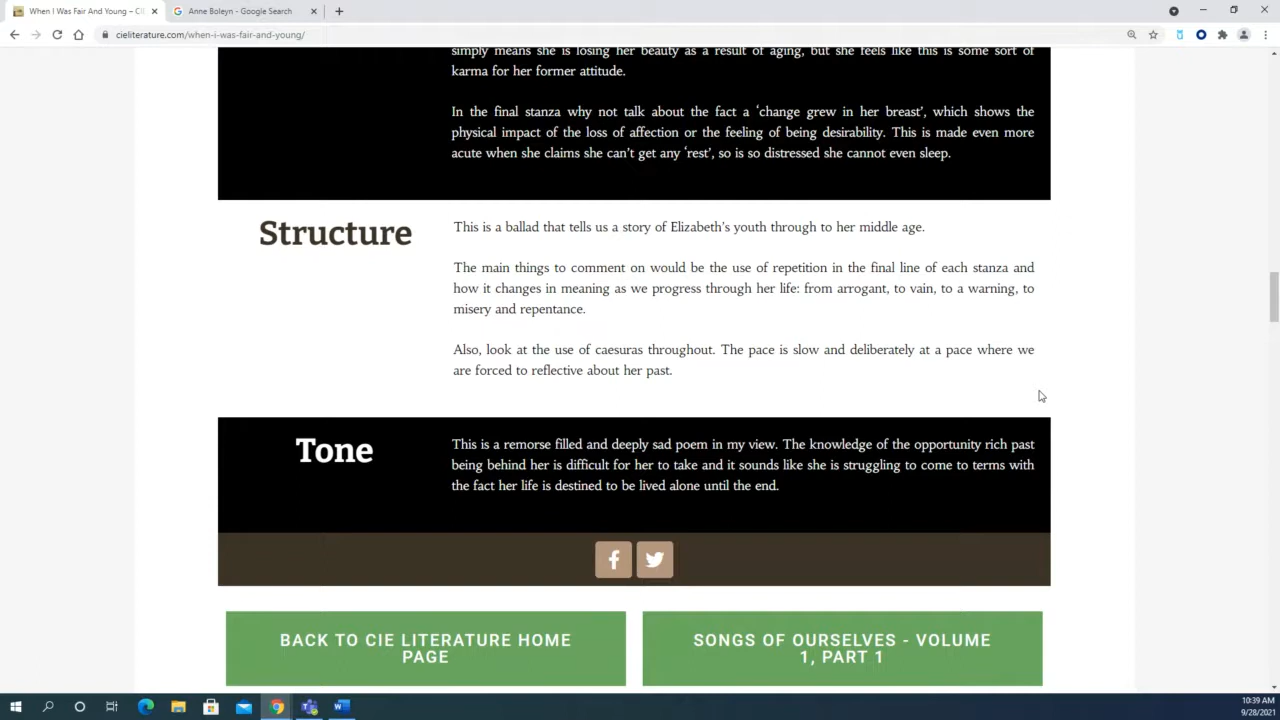 When I Was Fair And Young – CI
Anne Boleyn - Google Search
cieliterature.com/when-i-was-fair-and-young/
simply means she is losing her beauty as a result of aging, but she feels like this is some sort of
karma for her former attitude.
In the final stanza why not talk about the fact a ‘change grew in her breast’, which shows the
physical impact of the loss of affection or the feeling of being desirability. This is made even more
acute when she claims she can’t get any ‘rest’, so is so distressed she cannot even sleep.
Structure
This is a ballad that tells us a story of Elizabeth’s youth through to her middle age.
The main things to comment on would be the use of repetition in the final line of each stanza and
how it changes in meaning as we progress through her life: from arrogant, to vain, to a warning, to
misery and repentance.
Also, look at the use of caesuras throughout. The pace is slow and deliberately at a pace where we
are forced to reflective about her past.
Tone
This is a remorse filled and deeply sad poem in my view. The knowledge of the opportunity rich past
being behind her is difficult for her to take and it sounds like she is struggling to come to terms with
the fact her life is destined to be lived alone until the end.
BACK TO CIE LITERATURE HOME
PAGE
SONGS OF OURSELVES - VOLUME
1, PART 1
10:39 AM
9/28/2021